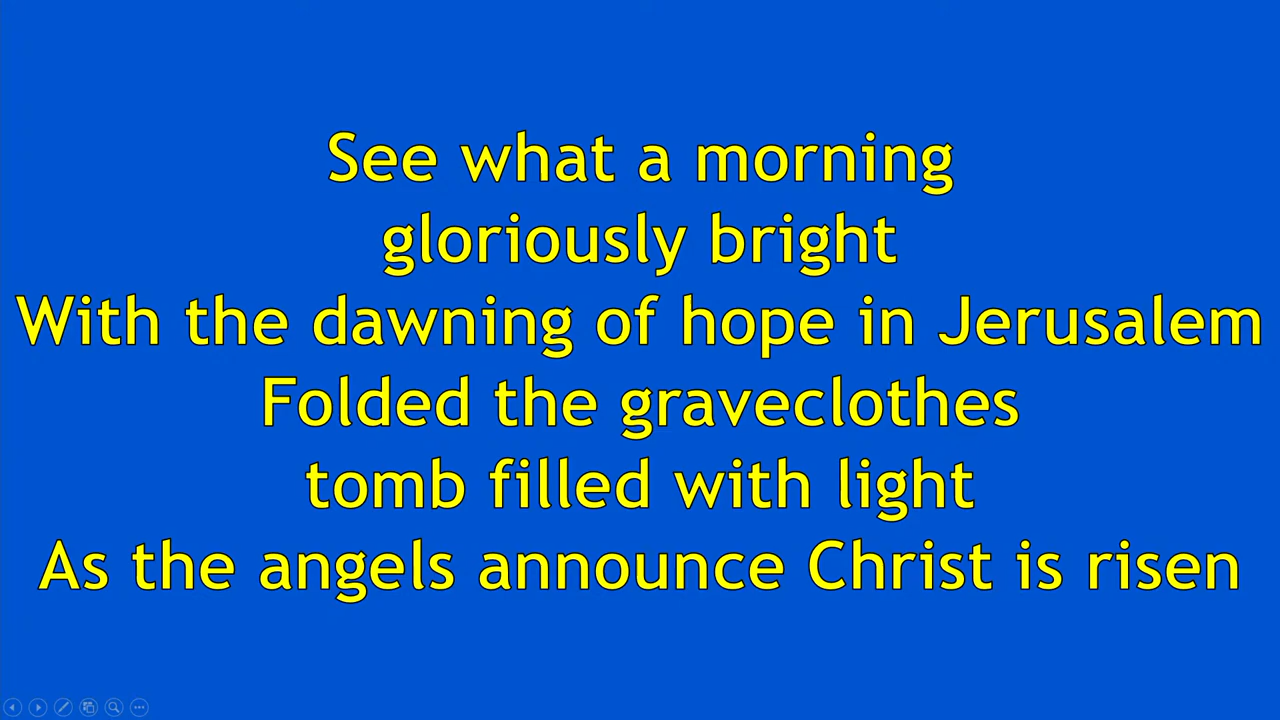 See what a morning
gloriously bright
With the dawning of hope in Jerusalem
Folded the graveclothes
tomb filled with light
As the angels announce Christ is risen